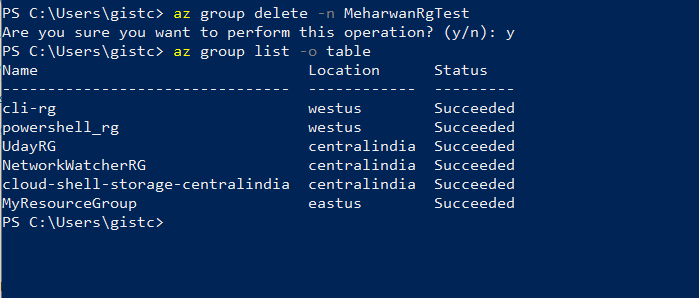 PS C:\Users\gistc> az group delete -n MeharwanRgTest
Are you sure you want to perform this operation? (y/n): y
PS C:\Users\gistc> az group list -o table
Name                             Location      Status
-------------------------------  ------------  ---------
cli-rg                           westus        Succeeded
powershell_rg                    westus        Succeeded
UdayRG                           centralindia  Succeeded
NetworkWatcherRG                 centralindia  Succeeded
cloud-shell-storage-centralindia  centralindia  Succeeded
MyResourceGroup                  eastus        Succeeded
PS C:\Users\gistc>